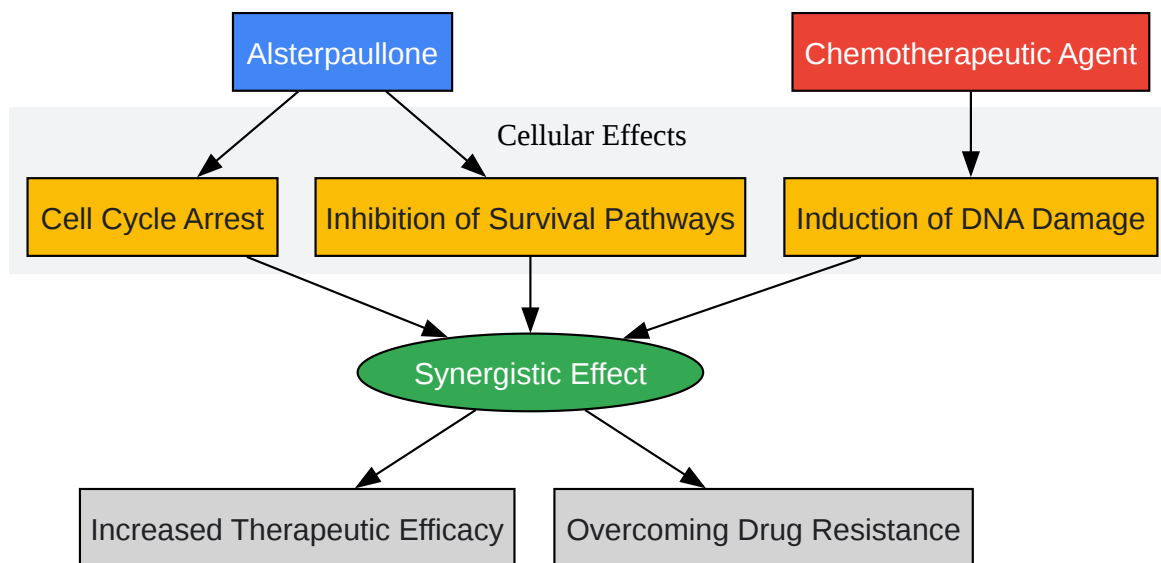 Alsterpaullone
Chemotherapeutic Agent
Cellular Effects
Cell Cycle Arrest
Inhibition of Survival Pathways
Induction of DNA Damage
Synergistic Effect
Increased Therapeutic Efficacy
Overcoming Drug Resistance